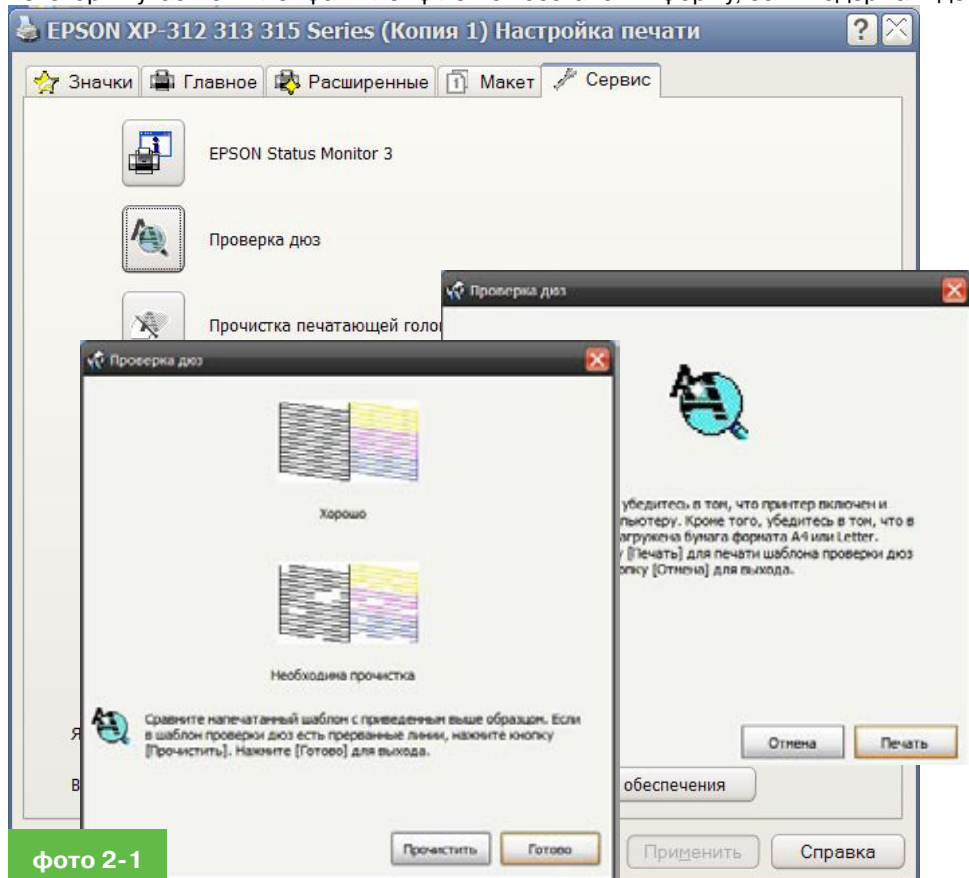 EPSON XP-312 313 315 Series (Копия 1) Настройка печати
Значки Главное Расширенные Макет Сервис
EPSON Status Monitor 3
Проверка дюз
Прочистка печатающей
Проверка дюз
убедитесь в том, что принтер включен и
Кроме того, убедитесь в том, что в
бумага формата A4 или Letter.
[Печать] для печати шаблона проверки дюз
[Отмена] для выхода.
Отмена Печать
Проверка дюз
Хорошо
Необходима прочистка
Сравните напечатанный шаблон с приведенным выше образцом. Если
в шаблон проверки дюз есть прерванные линии, нажмите кнопку
[Прочистить]. Нажмите [Готово] для выхода.
Прочистить Готово
обеспечения
Применить Справка
фото 2-1